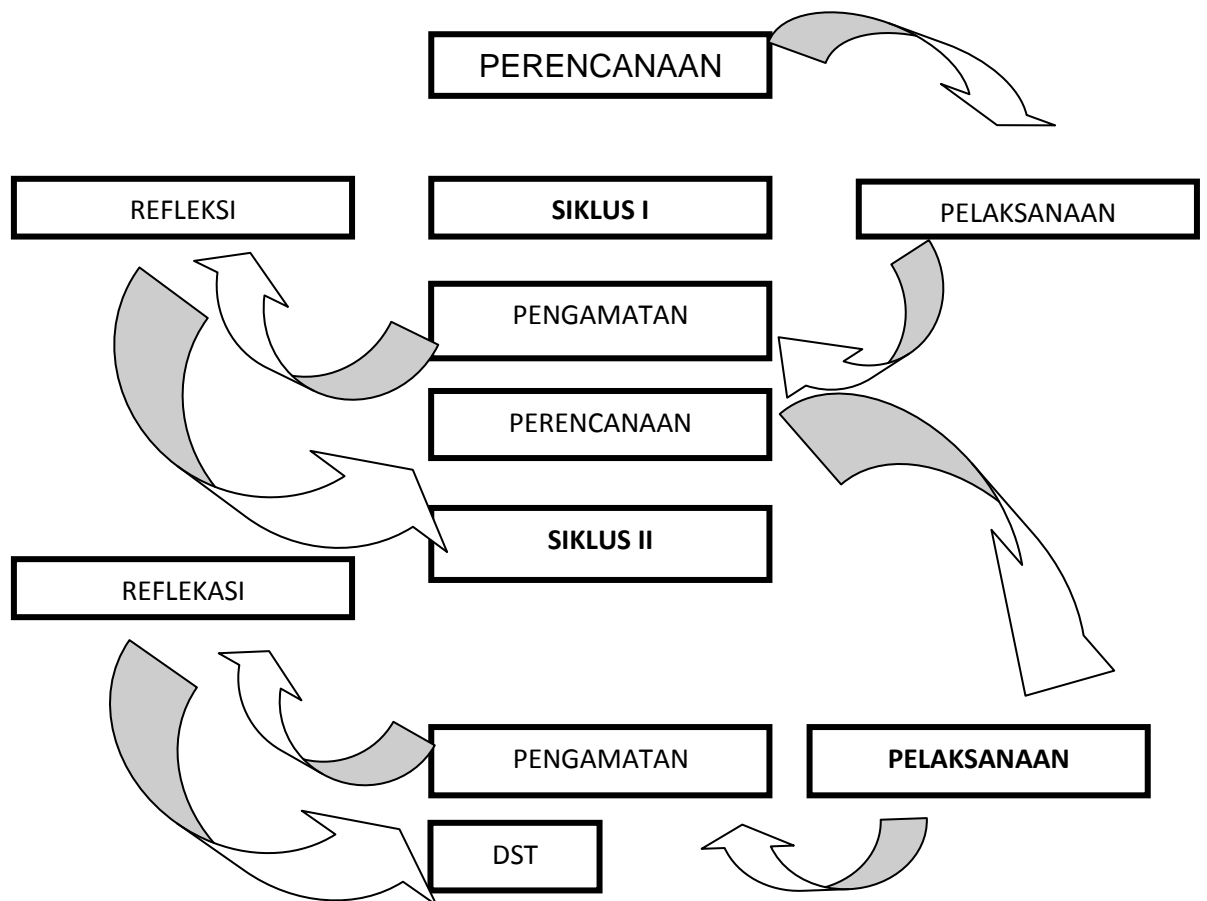 PERENCANAAN
REFLEKSI
SIKLUS I
PELAKSANAAN
PENGAMATAN
PERENCANAAN
SIKLUS II
REFLEKASI
PENGAMATAN
PELAKSANAAN
DST